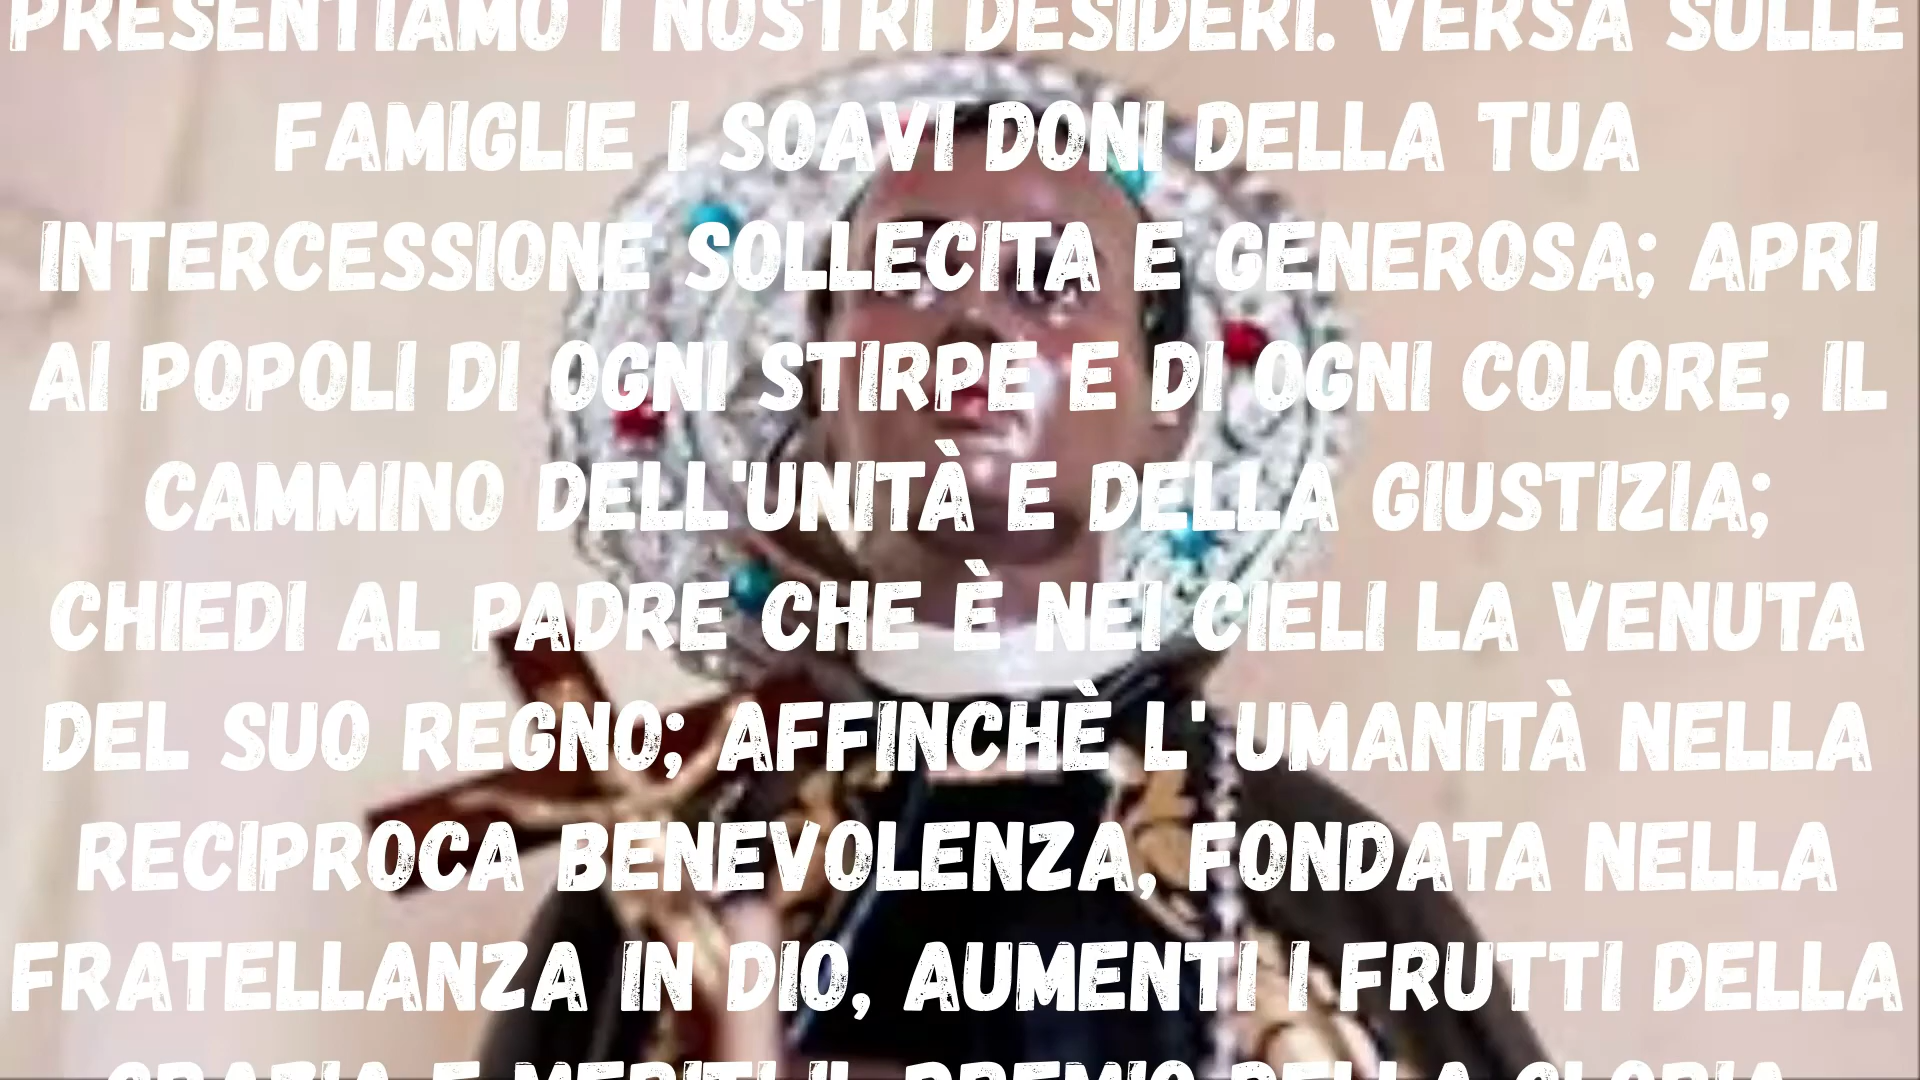 PRESENTIAMO I NOSTRI DESIDERI. VERSA SULLE
FAMIGLIE I SOAVI DONI DELLA TUA
INTERCESSIONE SOLLECITA E GENEROSA; APRI
AI POPOLI DI OGNI STIRPE E DI OGNI COLORE, IL
CAMMINO DELL'UNITÀ E DELLA GIUSTIZIA;
CHIEDI AL PADRE CHE È NEI CIELI LA VENUTA
DEL SUO REGNO; AFFINCHÈ L' UMANITÀ NELLA
RECIPROCA BENEVOLENZA, FONDATA NELLA
FRATELLANZA IN DIO, AUMENTI I FRUTTI DELLA
GRAZIA E MERITI IL PREMIO DELLA GLORIA